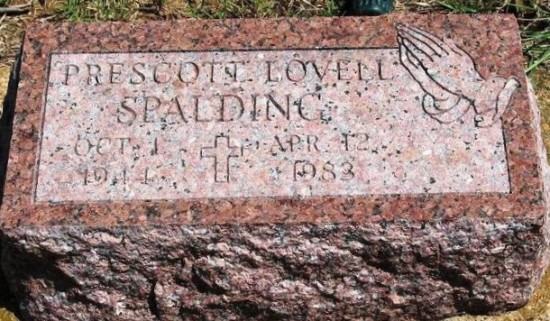 PRESCOTT LOVELL
SPALDING
OCT. 1 APR. 12
1944 1983